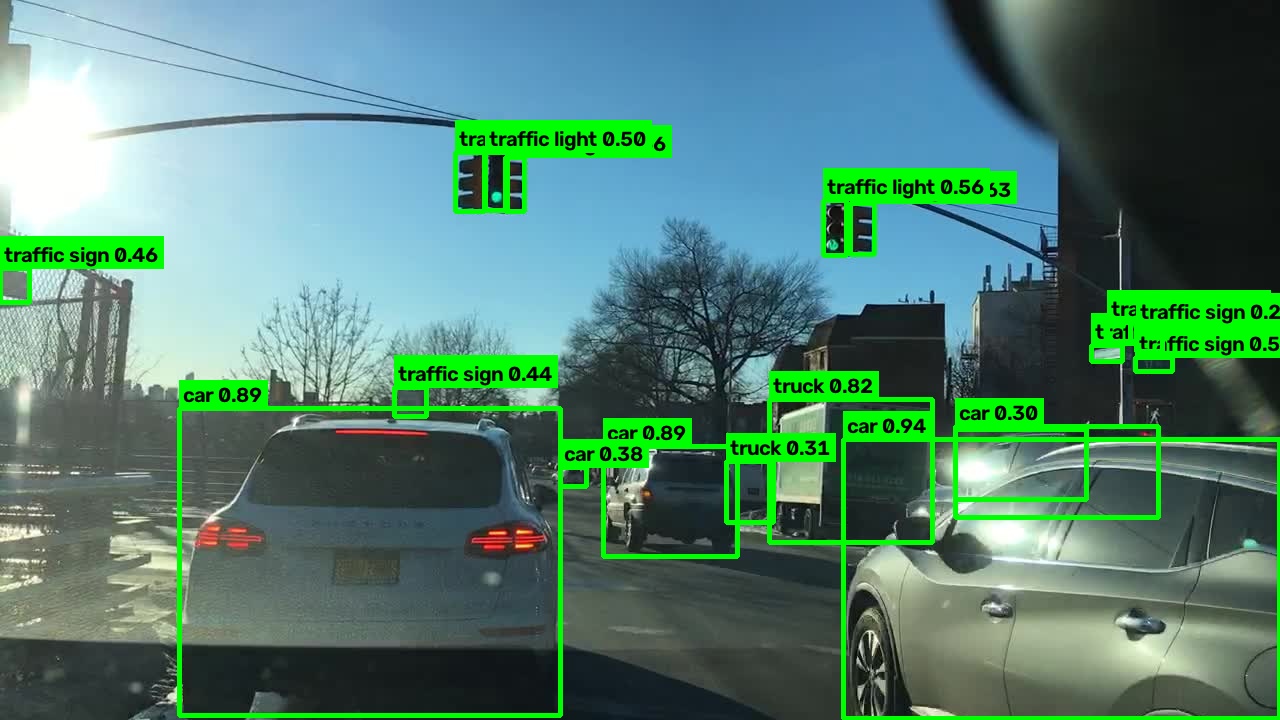 traffic light 0.50
6
traffic light 0.56
63
traffic sign 0.46
traffic sign 0.2
traffic sign 0.5
traffic sign 0.44
truck 0.82
car 0.89
car 0.30
car 0.94
car 0.89
truck 0.31
car 0.38